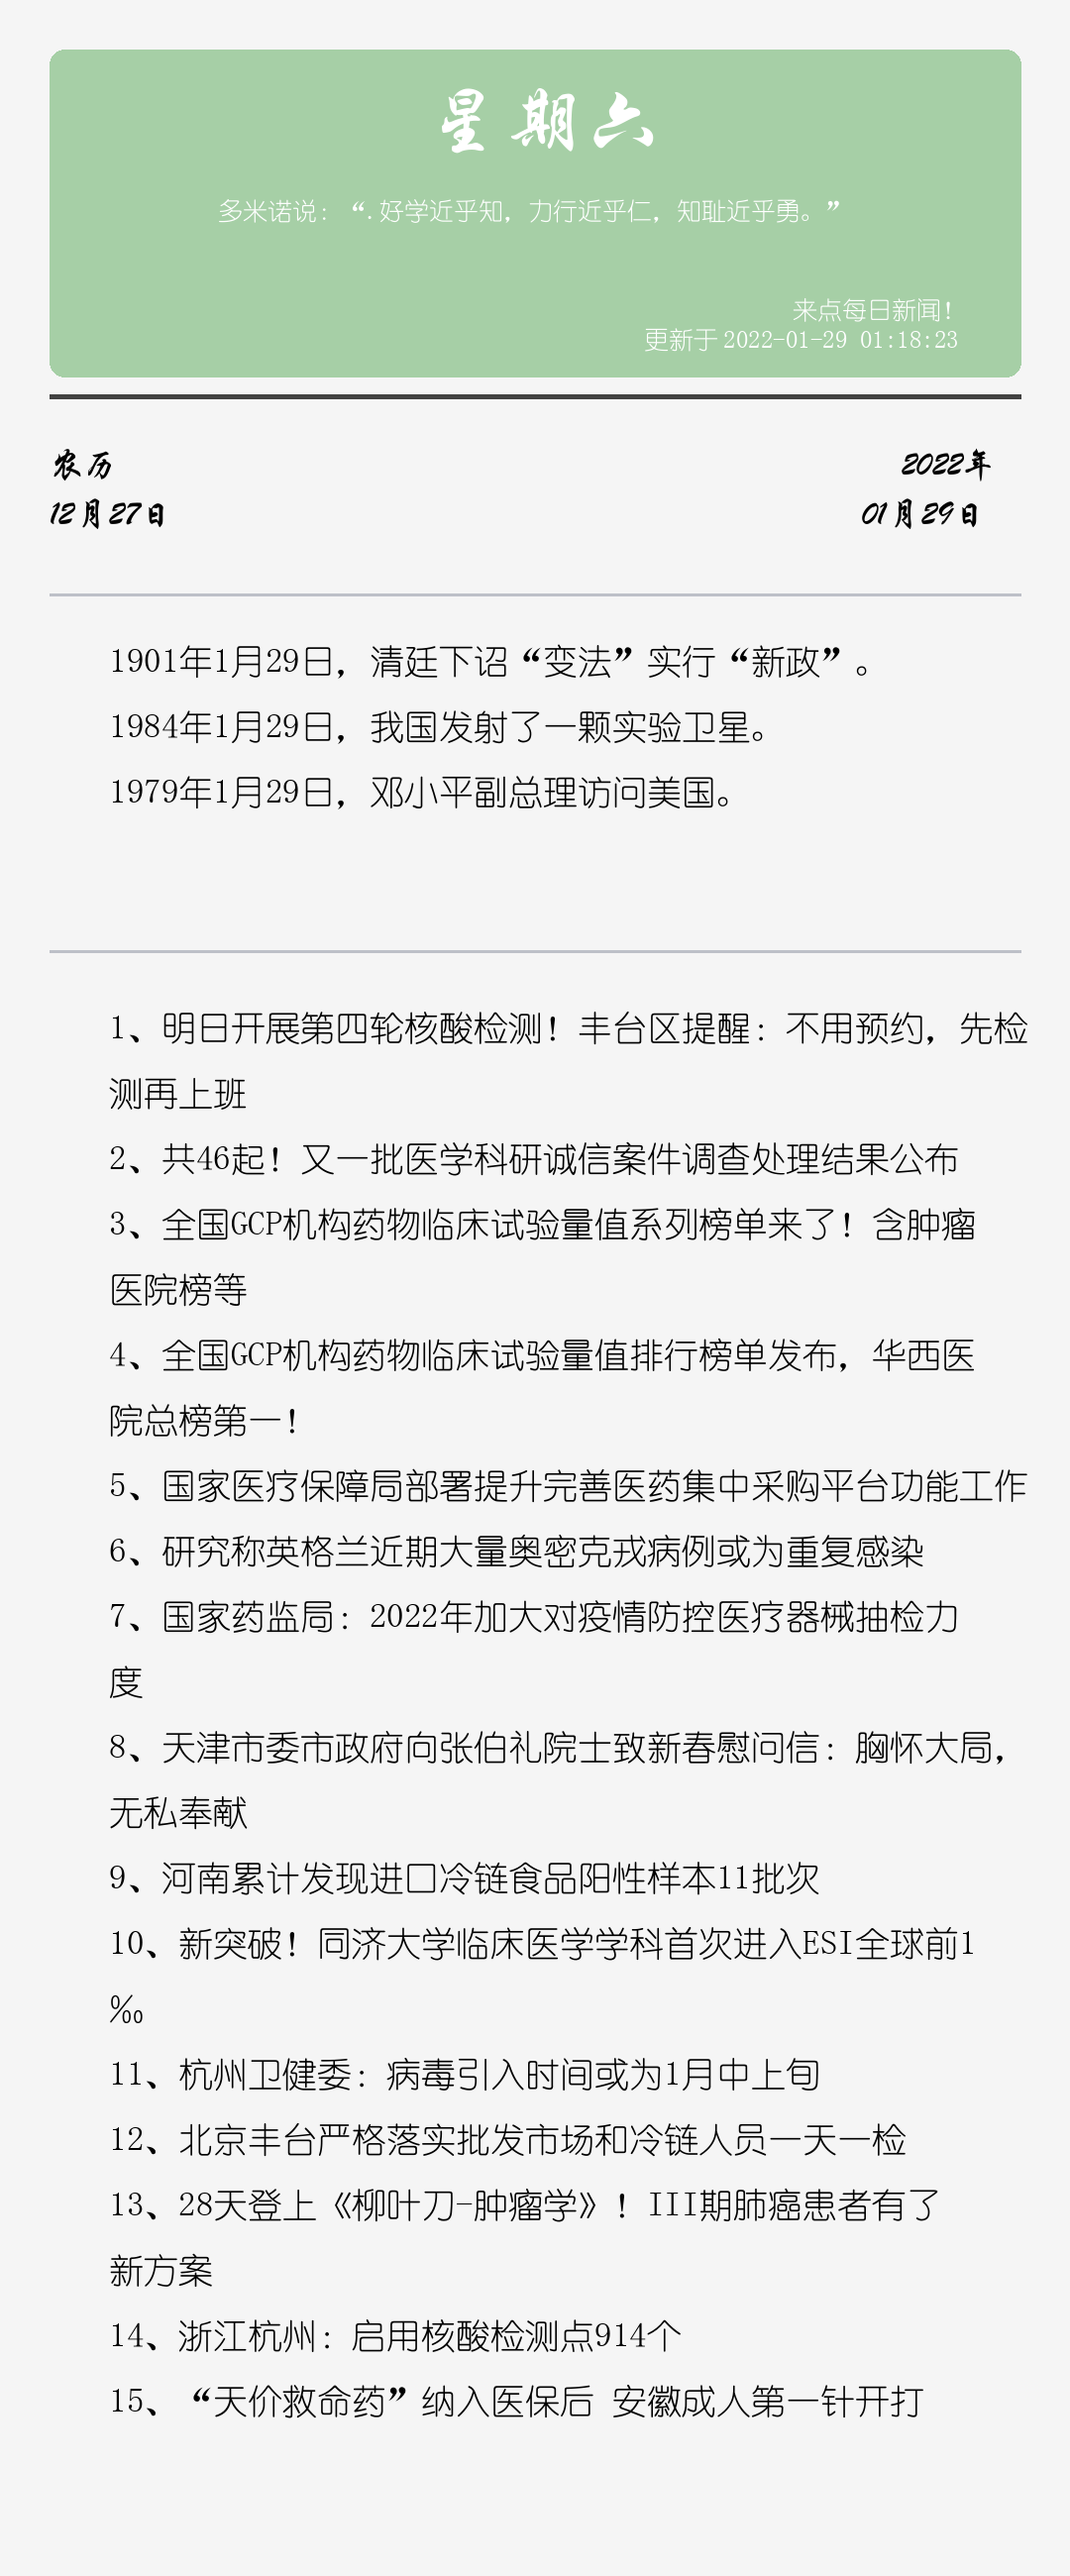 星期六
多米诺说：“.好学近乎知，力行近乎仁，知耻近乎勇。”
来点每日新闻！
更新于2022-01-29 01:18:23
农历
2022年
12月27日
01月29日
1901年1月29日，清廷下诏“变法”实行“新政”。
1984年1月29日，我国发射了一颗实验卫星。
1979年1月29日，邓小平副总理访问美国。
1、明日开展第四轮核酸检测！丰台区提醒：不用预约，先检
测再上班
2、共46起！又一批医学科研诚信案件调查处理结果公布
3、全国GCP机构药物临床试验量值系列榜单来了！含肿瘤
医院榜等
4、全国GCP机构药物临床试验量值排行榜单发布，华西医
院总榜第一！
5、国家医疗保障局部署提升完善医药集中采购平台功能工作
6、研究称英格兰近期大量奥密克戎病例或为重复感染
7、国家药监局：2022年加大对疫情防控医疗器械抽检力
度
8、天津市委市政府向张伯礼院士致新春慰问信：胸怀大局，
无私奉献
9、河南累计发现进口冷链食品阳性样本11批次
10、新突破！同济大学临床医学学科首次进入ESI全球前1
‰
11、杭州卫健委：病毒引入时间或为1月中上旬
12、北京丰台严格落实批发市场和冷链人员一天一检
13、28天登上《柳叶刀-肿瘤学》！III期肺癌患者有了
新方案
14、浙江杭州：启用核酸检测点914个
15、“天价救命药”纳入医保后 安徽成人第一针开打